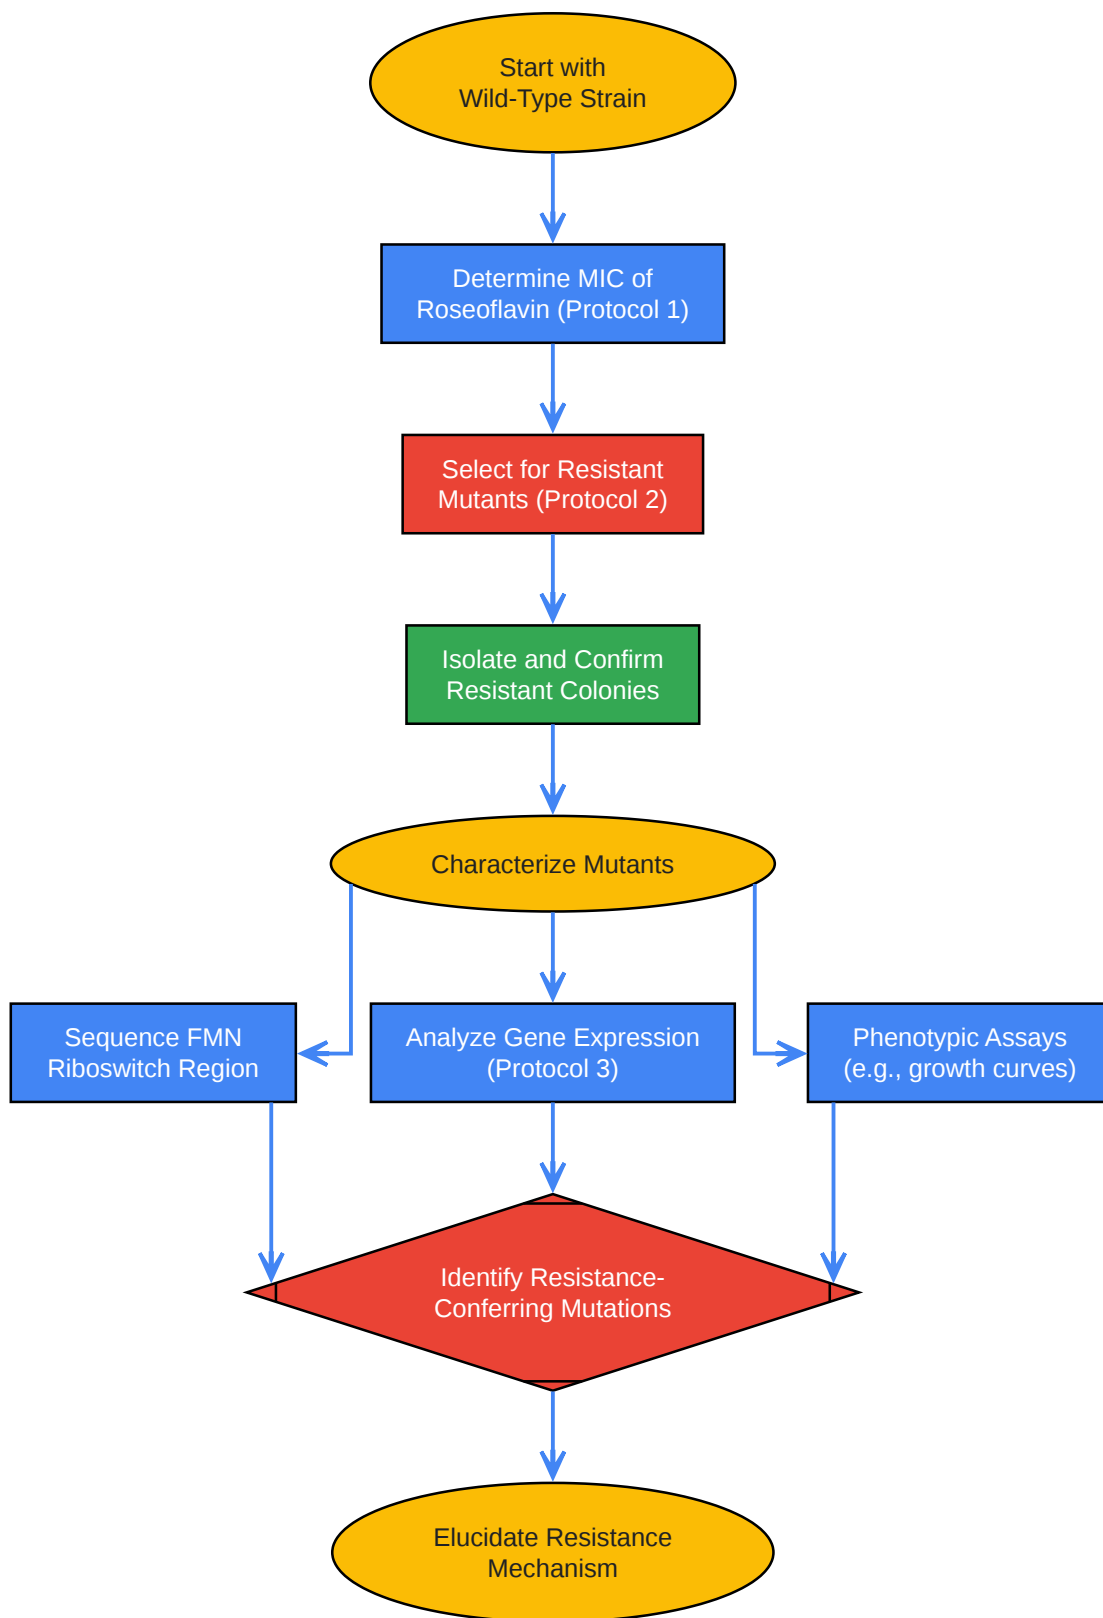 Start with
Wild-Type Strain
Determine MIC of
Roseoflavin (Protocol 1)
Select for Resistant
Mutants (Protocol 2)
Isolate and Confirm
Resistant Colonies
Characterize Mutants
Sequence FMN
Riboswitch Region
Analyze Gene Expression
(Protocol 3)
Phenotypic Assays
(e.g., growth curves)
Identify Resistance-
Conferring Mutations
Elucidate Resistance
Mechanism